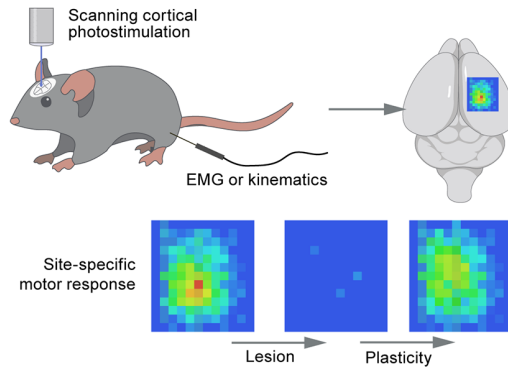 Scanning cortical
photostimulation
EMG or kinematics
Site-specific
motor response
Lesion
Plasticity